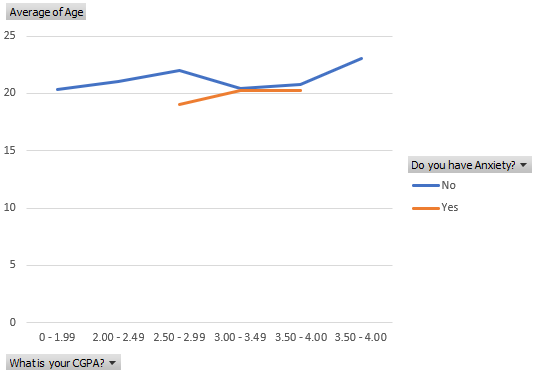 Average of Age
25
20
15
10
5
0
0 - 1.99 2.00 - 2.49 2.50 - 2.99 3.00 - 3.49 3.50 - 4.00 3.50 - 4.00
What is your CGPA?
Do you have Anxiety?
No
Yes